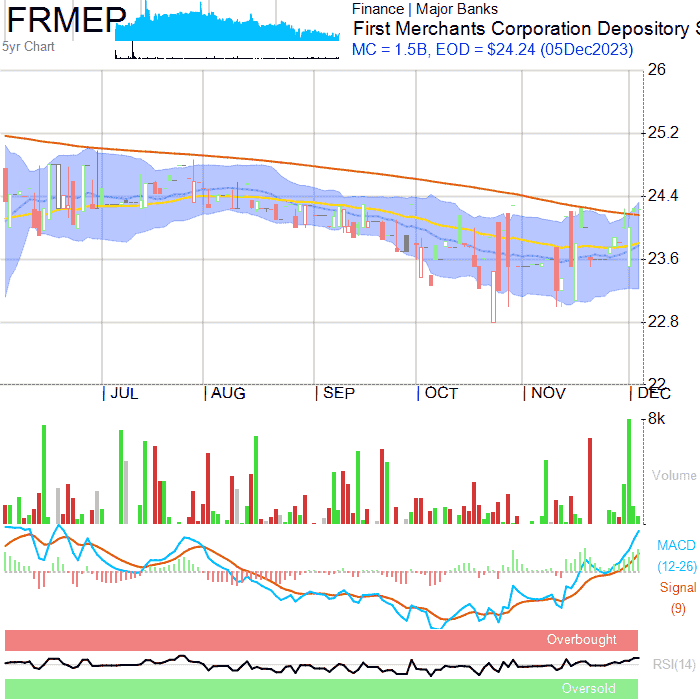 FRMEP
Finance | Major Banks
First Merchants Corporation Depository S
5yr Chart
MC = 1.5B, EOD = $24.24 (05Dec2023)
26
25.2
24.4
23.6
22.8
22
| JUL
| AUG
| SEP
| OCT
| NOV
| DEC
8k
Volume
MACD
(12-26)
Signal
(9)
Overbought
RSI(14)
Oversold